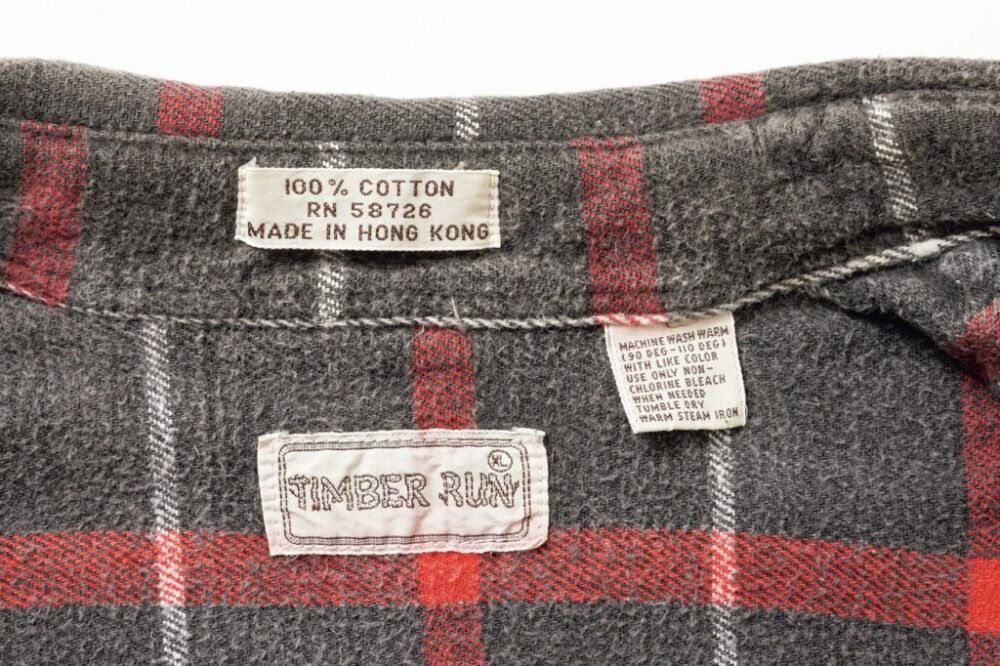 100% COTTON
RN 58726
MADE IN HONG KONG
MACHINE WASH WARM
(90 DEG-110 DEG)
WITH LIKE COLOR
USE ONLY NON-
CHLORINE BLEACH
WHEN NEEDED
TUMBLE DRY
WARM STEAM IRON
XL
TIMBER RUN